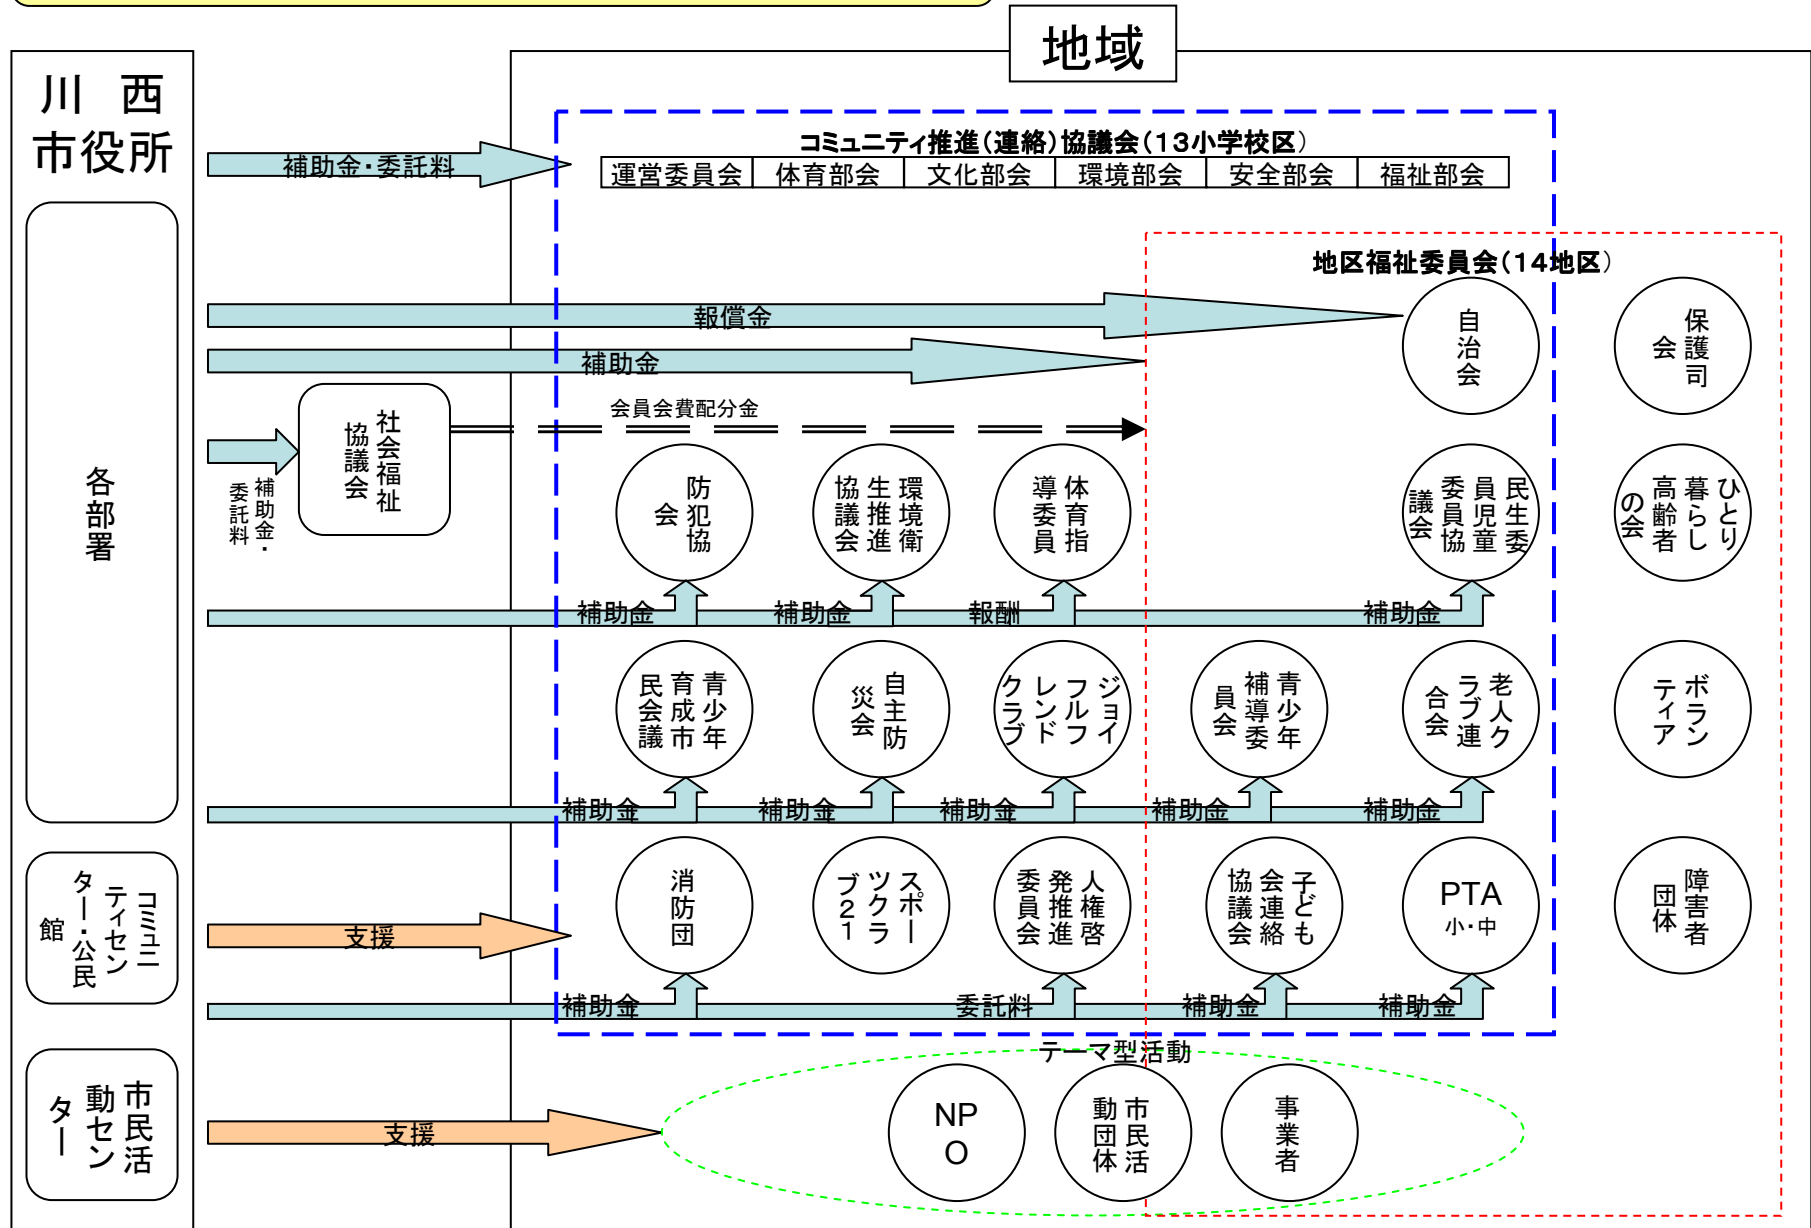 地域
川 西
市役所
各部署
コミュニ
ティセン
ター・公民
館
市民活
動セン
ター
補助金・委託料
コミュニティ推進(連絡)協議会(13小学校区)
運営委員会 体育部会 文化部会 環境部会 安全部会 福祉部会
地区福祉委員会(14地区)
報償金
補助金
自治会
保護司
会
社会福祉
協議会
会員会費配分金
補助金・
委託料
防犯協
会
環境衛
生推進
協議会
体育指
導委員
民生委
員児童
委員協
議会
ひとり
暮らし
高齢者
の会
補助金 補助金 報酬 補助金
青少年
育成市
民会議
自主防
災会
ジョイ
フルフ
レンド
クラブ
青少年
補導委
員会
老人ク
ラブ連
合会
ボラン
ティア
補助金 補助金 補助金 補助金 補助金
消防団
スポー
ツクラ
ブ21
人権啓
発推進
委員会
子ども
会連絡
協議会
PTA
小・中
障害者
団体
支援
補助金 委託料 補助金 補助金
テーマ型活動
支援
NP
O
市民活
動団体
事業者